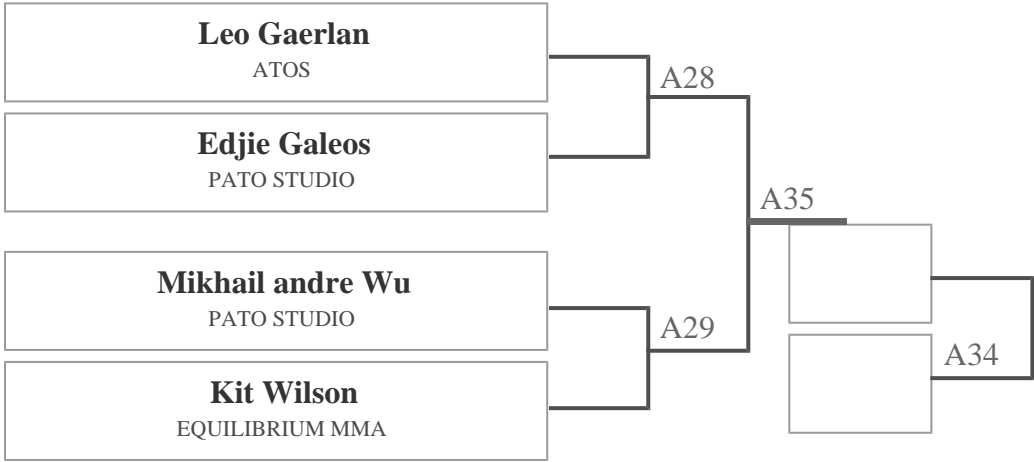 Leo Gaerlan
ATOS
A28
Edjie Galeos
PATO STUDIO
A35
Mikhail andre Wu
PATO STUDIO
A29
A34
Kit Wilson
EQUILIBRIUM MMA